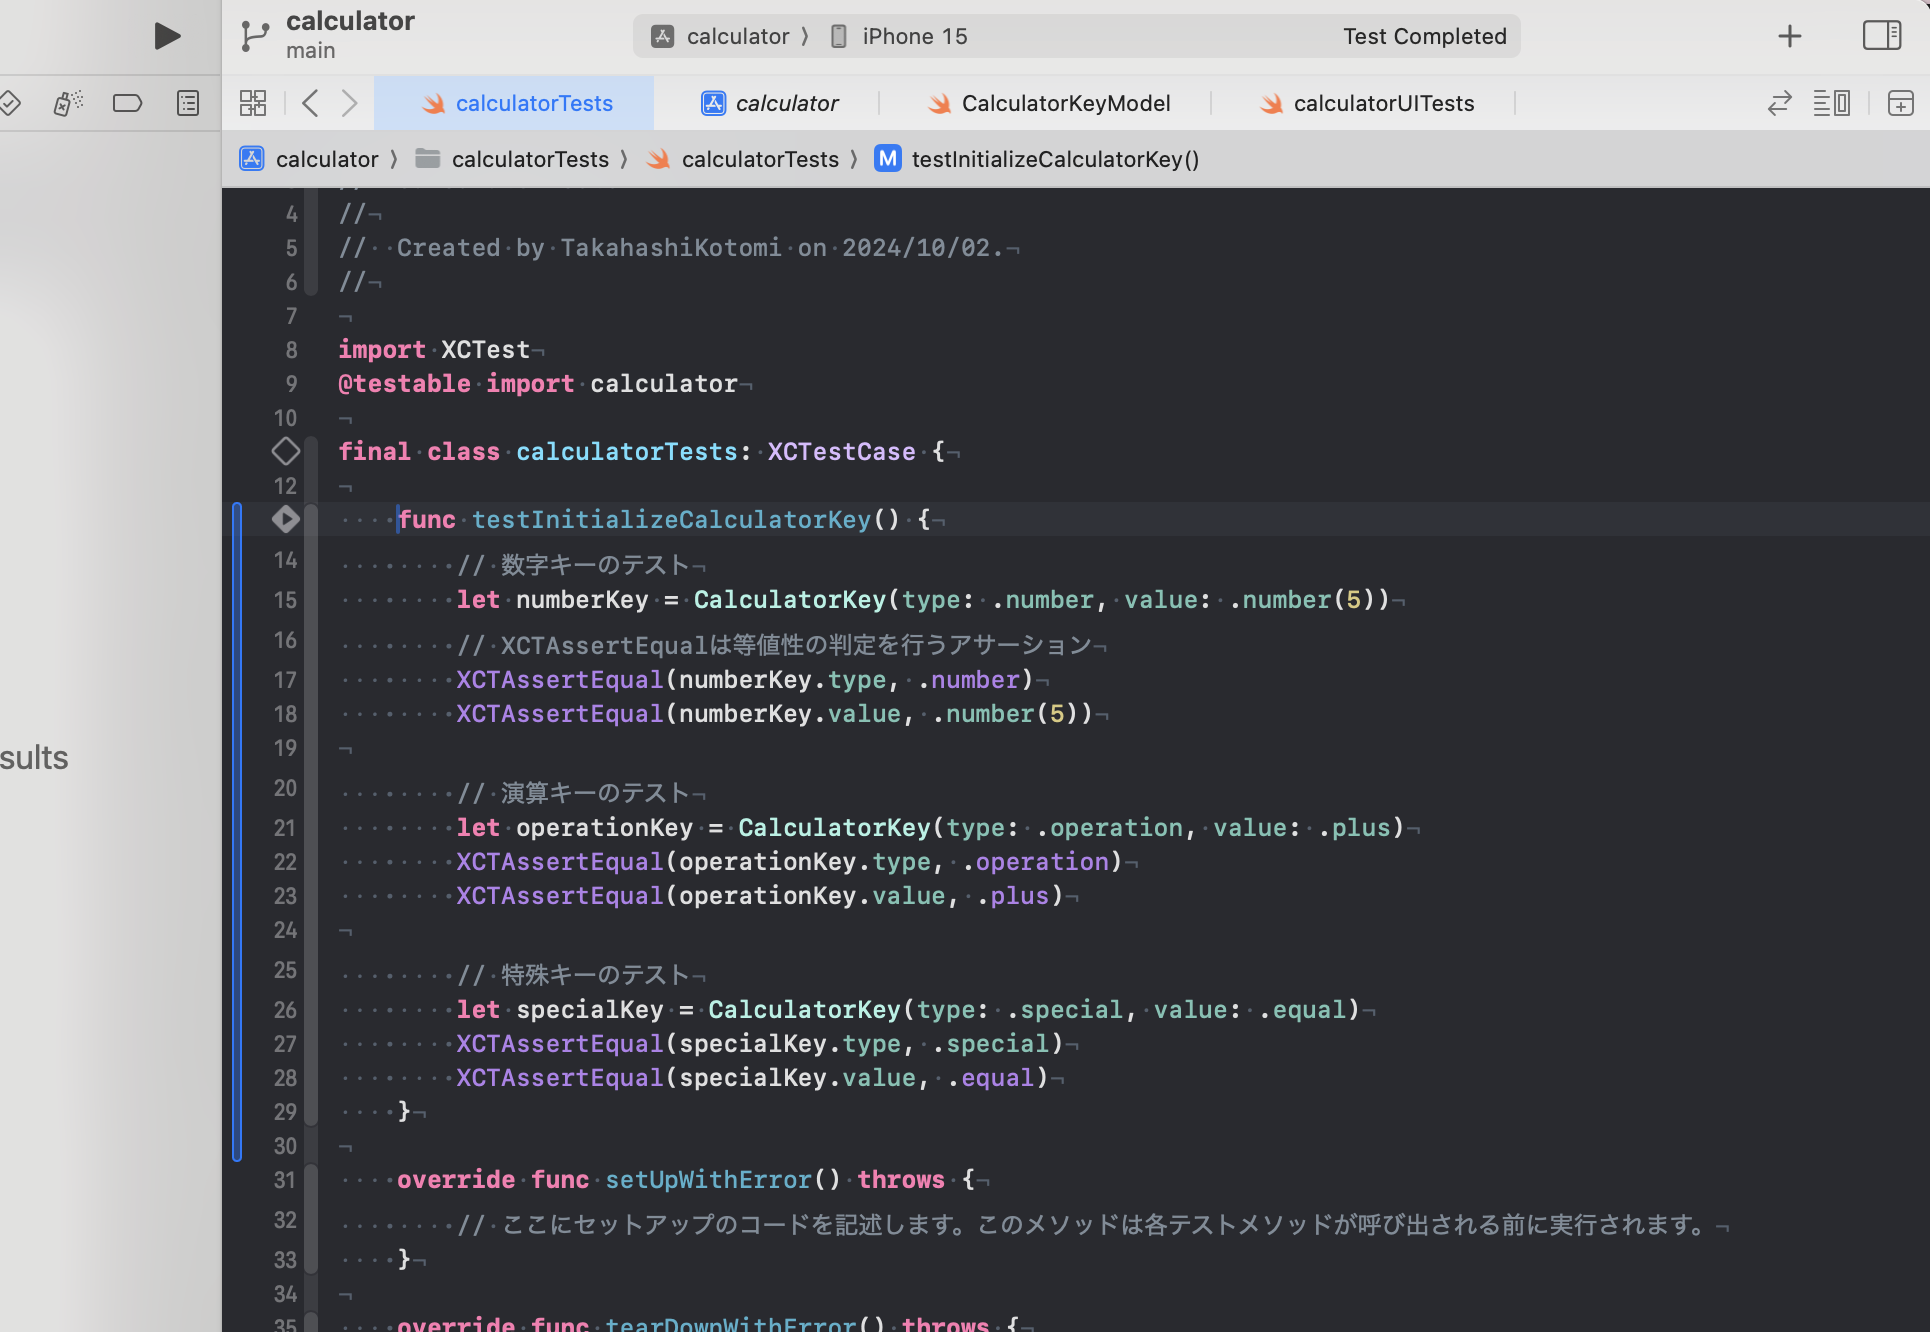 calculator
main
calculator 〉 iPhone 15
Test Completed
calculatorTests
calculator
CalculatorKeyModel
calculatorUITests
calculator 〉 calculatorTests 〉 calculatorTests 〉 M testInitializeCalculatorKey()
sults
4 //
5 //  Created by TakahashiKotomi on 2024/10/02.
6 //
7
8 import XCTest
9 @testable import calculator
10
final class calculatorTests: XCTestCase {
12
    func testInitializeCalculatorKey() {
14         // 数字キーのテスト
15         let numberKey = CalculatorKey(type: .number, value: .number(5))
16         // XCTAssertEqualは等値性の判定を行うアサーション
17         XCTAssertEqual(numberKey.type, .number)
18         XCTAssertEqual(numberKey.value, .number(5))
19
20         // 演算キーのテスト
21         let operationKey = CalculatorKey(type: .operation, value: .plus)
22         XCTAssertEqual(operationKey.type, .operation)
23         XCTAssertEqual(operationKey.value, .plus)
24
25         // 特殊キーのテスト
26         let specialKey = CalculatorKey(type: .special, value: .equal)
27         XCTAssertEqual(specialKey.type, .special)
28         XCTAssertEqual(specialKey.value, .equal)
29     }
30
31     override func setUpWithError() throws {
32         // ここにセットアップのコードを記述します。このメソッドは各テストメソッドが呼び出される前に実行されます。
33     }
34
35     override func tearDownWithError() throws {